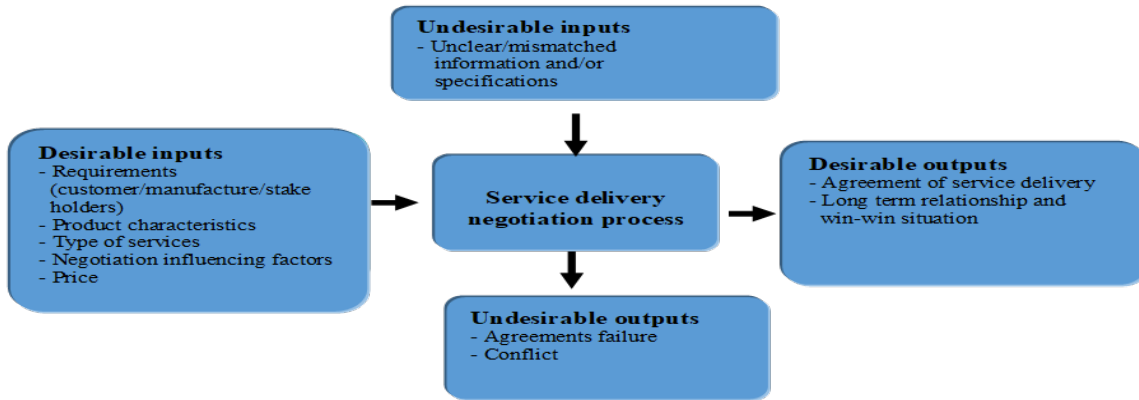 Undesirable inputs
- Unclear/mismatched
information and/or
specifications
Desirable inputs
- Requirements
(customer/manufacture/stake
holders)
- Product characteristics
- Type of services
- Negotiation influencing factors
- Price
Service delivery
negotiation process
Desirable outputs
- Agreement of service delivery
- Long term relationship and
win-win situation
Undesirable outputs
- Agreements failure
- Conflict